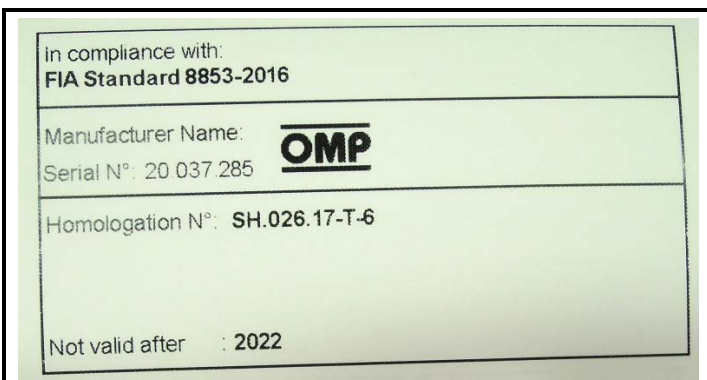 In compliance with:
FIA Standard 8853-2016
Manufacturer Name:
OMP
Serial N°: 20.037.285
Homologation N°: SH.026.17-T-6
Not valid after : 2022